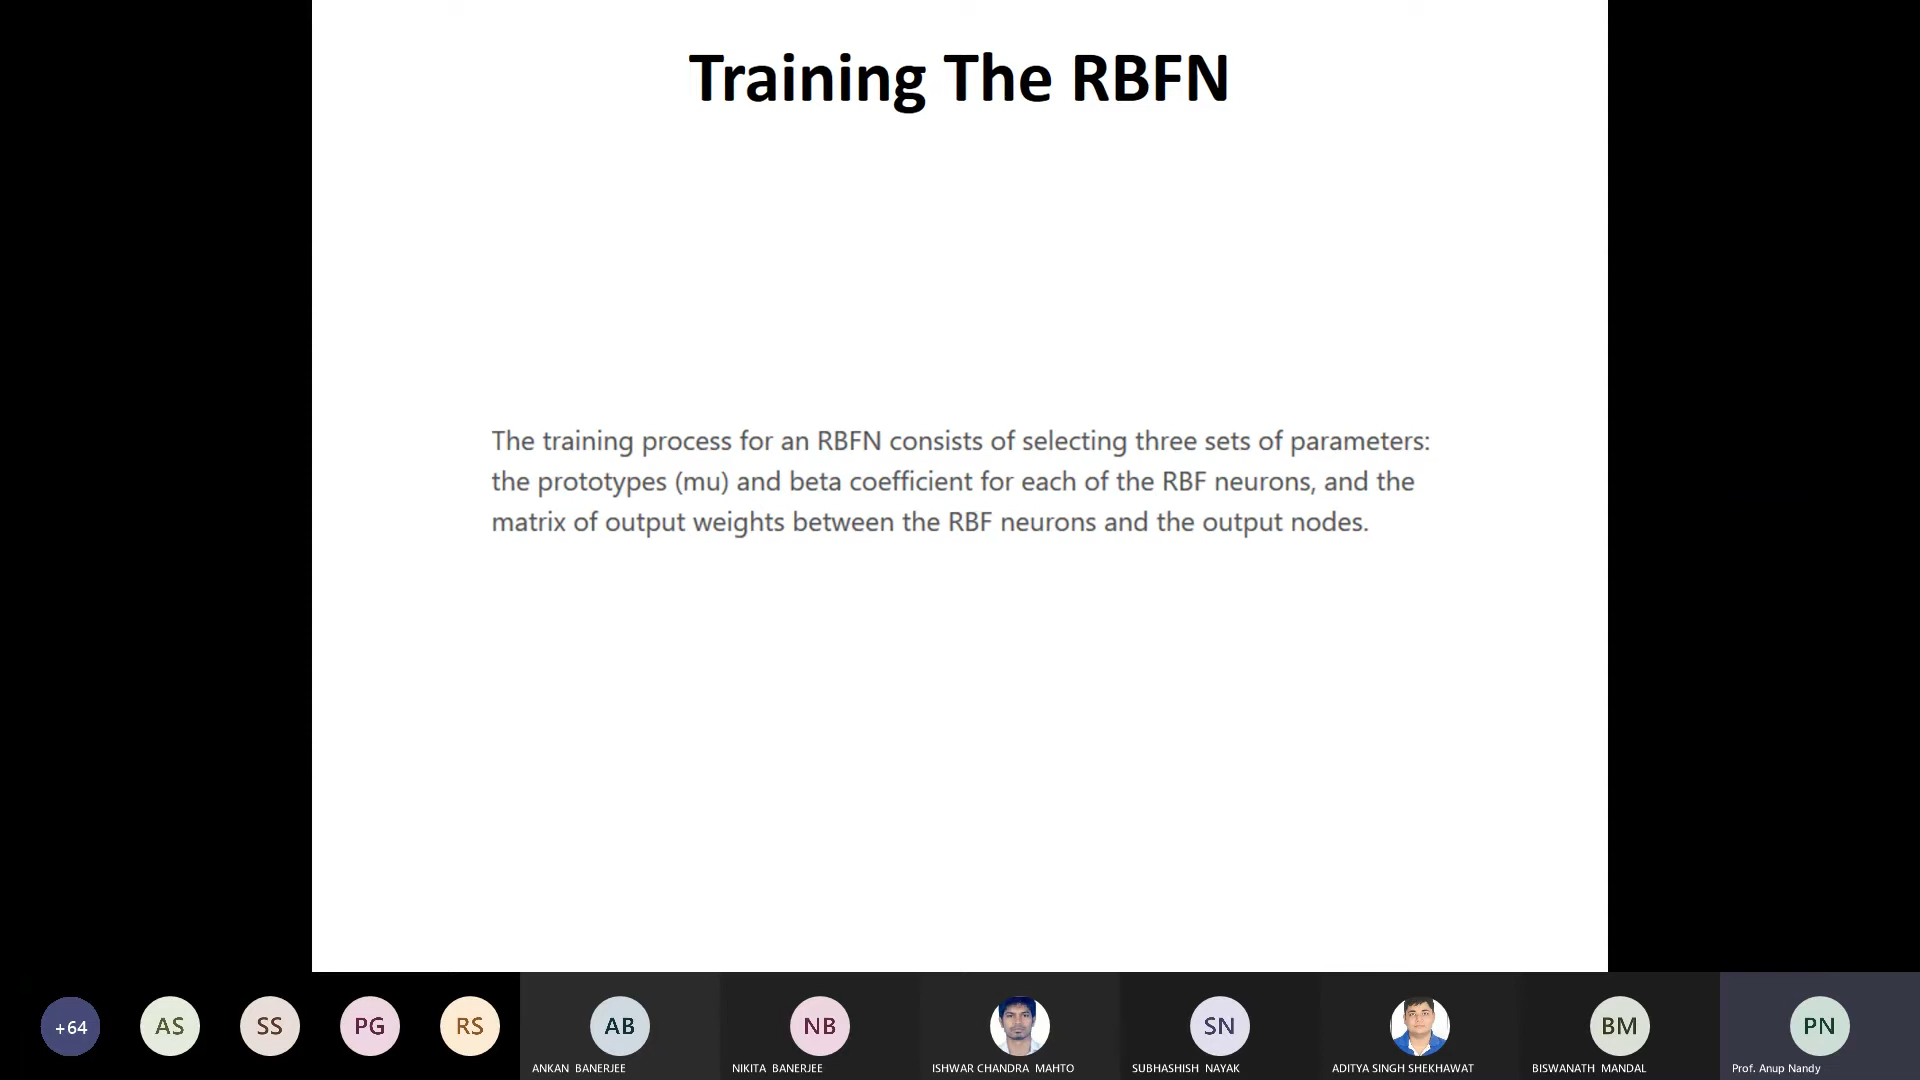 Training The RBFN
The training process for an RBFN consists of selecting three sets of parameters:
the prototypes (mu) and beta coefficient for each of the RBF neurons, and the
matrix of output weights between the RBF neurons and the output nodes.
+64
AS
SS
PG
RS
AB
NB
SN
BM
PN
ANKAN BANERJEE
NIKITA BANERJEE
ISHWAR CHANDRA MAHTO
SUBHASHISH NAYAK
ADITYA SINGH SHEKHAWAT
BISWANATH MANDAL
Prof. Anup Nandy